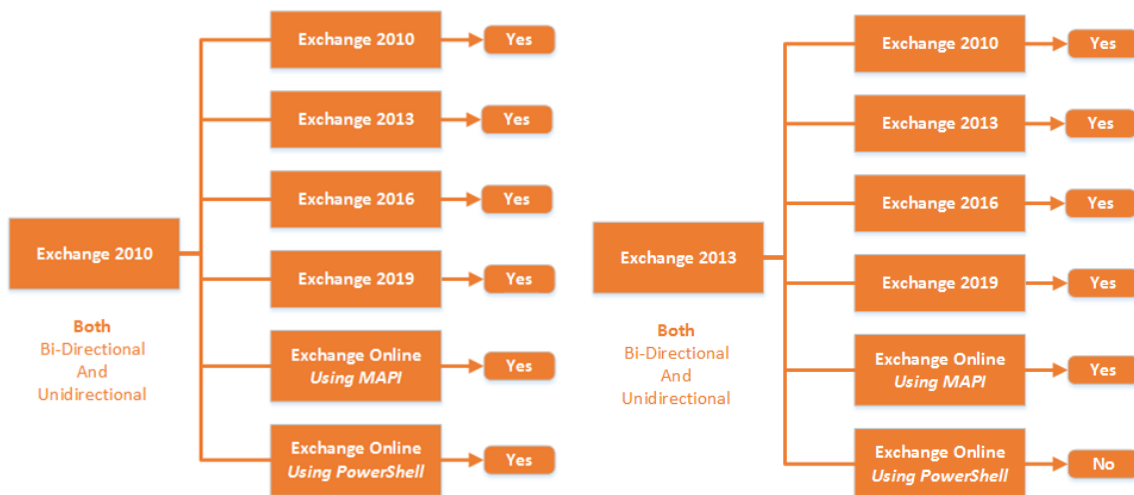 Exchange 2010
Both
Bi-Directional
And
Unidirectional
Exchange 2010
Yes
Exchange 2013
Yes
Exchange 2016
Yes
Exchange 2019
Yes
Exchange Online
Using MAPI
Yes
Exchange Online
Using PowerShell
Yes
Exchange 2013
Both
Bi-Directional
And
Unidirectional
Exchange 2010
Yes
Exchange 2013
Yes
Exchange 2016
Yes
Exchange 2019
Yes
Exchange Online
Using MAPI
Yes
Exchange Online
Using PowerShell
No